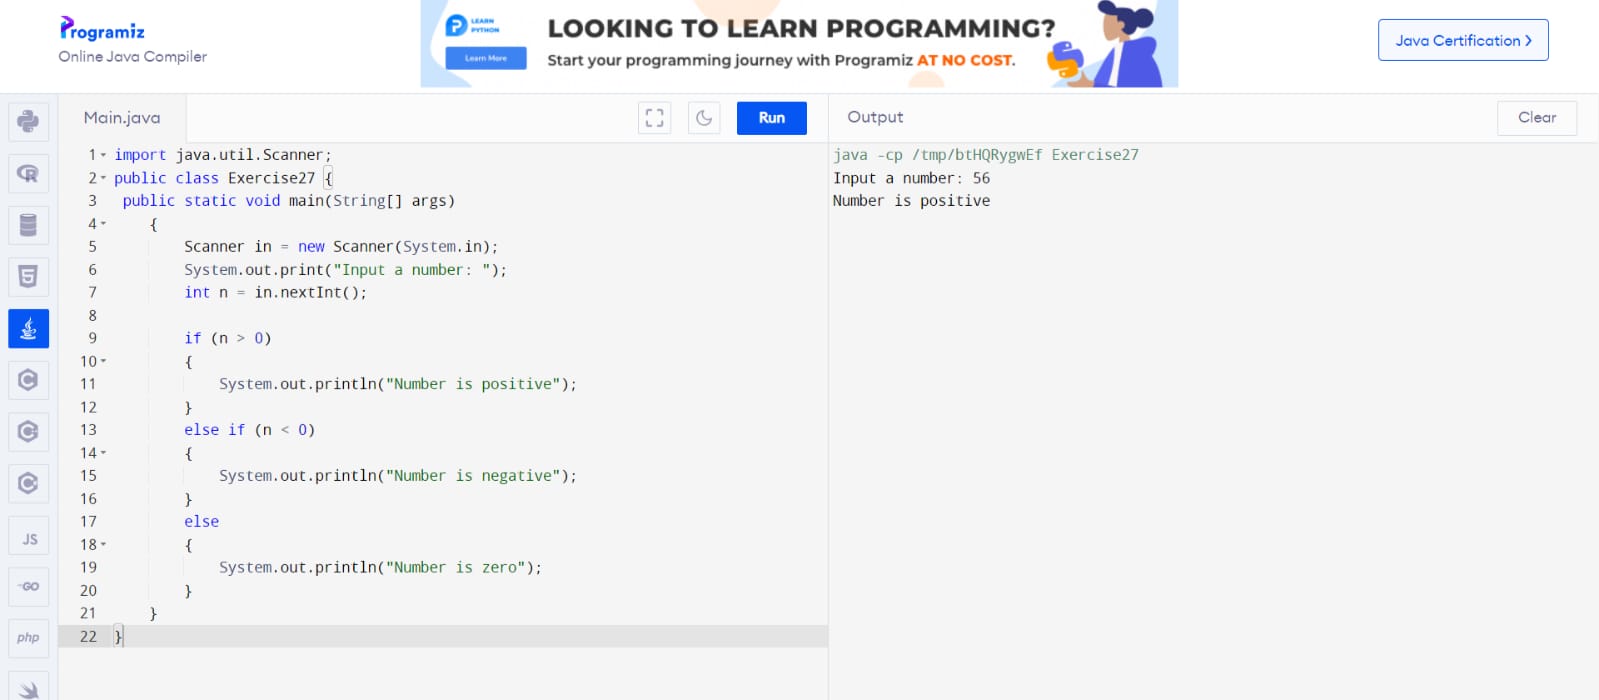 Programiz
Online Java Compiler
LEARN
PYTHON
Learn More
LOOKING TO LEARN PROGRAMMING?
Start your programming journey with Programiz AT NO COST.
Java Certification
Main.java
Run
Output
Clear
1 import java.util.Scanner;
2 public class Exercise27 {
3 public static void main(String[] args)
4 {
5 Scanner in = new Scanner(System.in);
6 System.out.print("Input a number: ");
7 int n = in.nextInt();
8
9 if (n > 0)
10 {
11 System.out.println("Number is positive");
12 }
13 else if (n < 0)
14 {
15 System.out.println("Number is negative");
16 }
17 else
18 {
19 System.out.println("Number is zero");
20 }
21 }
22 }
java -cp /tmp/btHQRygwEf Exercise27
Input a number: 56
Number is positive
R
5
C
C
C
JS
GO
php